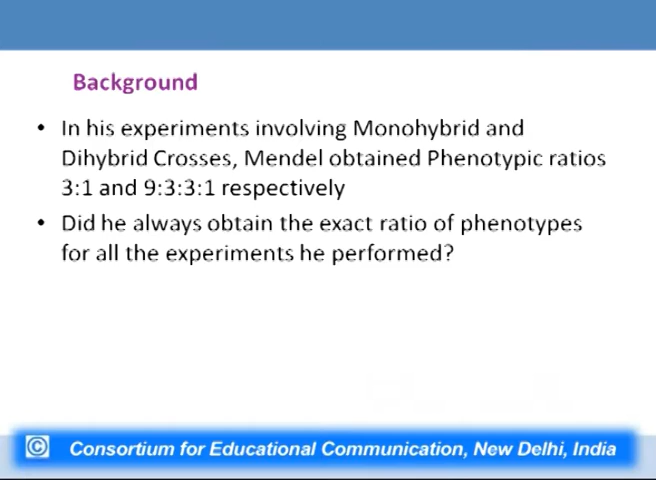 Background
• In his experiments involving Monohybrid and
Dihybrid Crosses, Mendel obtained Phenotypic ratios
3:1 and 9:3:3:1 respectively
• Did he always obtain the exact ratio of phenotypes
for all the experiments he performed?
© Consortium for Educational Communication, New Delhi, India